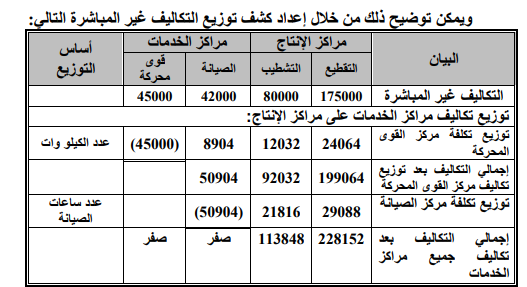 ويمكن توضيح ذلك من خلال إعداد كشف توزيع التكاليف غير المباشرة التالي:
البيان مراكز الإنتاج مراكز الخدمات أساس التوزيع
التقطيع التشطيب الصيانة قوى محركة
التكاليف غير المباشرة 175000 80000 42000 45000
توزيع تكاليف مراكز الخدمات على مراكز الإنتاج:
توزيع تكلفة مركز القوى المحركة 24064 12032 8904 (45000) عدد الكيلو وات
إجمالي التكاليف بعد توزيع تكاليف مركز القوى المحركة 199064 92032 50904
توزيع تكلفة مركز الصيانة 29088 21816 (50904) عدد ساعات الصيانة
إجمالي التكاليف بعد تكاليف جميع مراكز الخدمات 228152 113848 صفر صفر